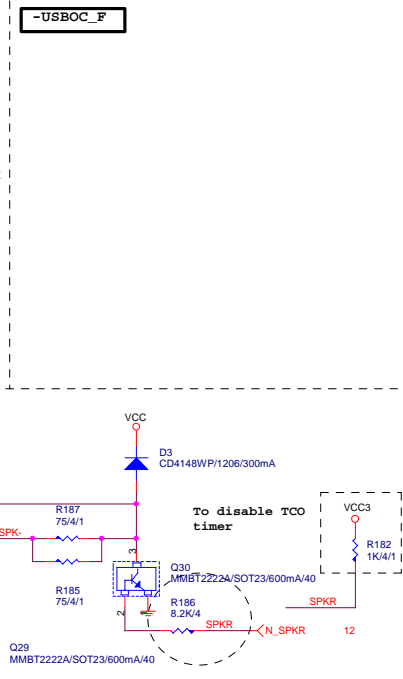 -USBOC_F
VCC
D3
CD4148WP/1206/300mA
R187
75/4/1
To disable TCO
timer
VCC3
SPK-
R182
1K/4/1
3
Q30
MMBT2222A/SOT23/600mA/40
R185
75/4/1
R186
8.2K/4
SPKR
2
1
SPKR
N_SPKR
12
Q29
MMBT2222A/SOT23/600mA/40